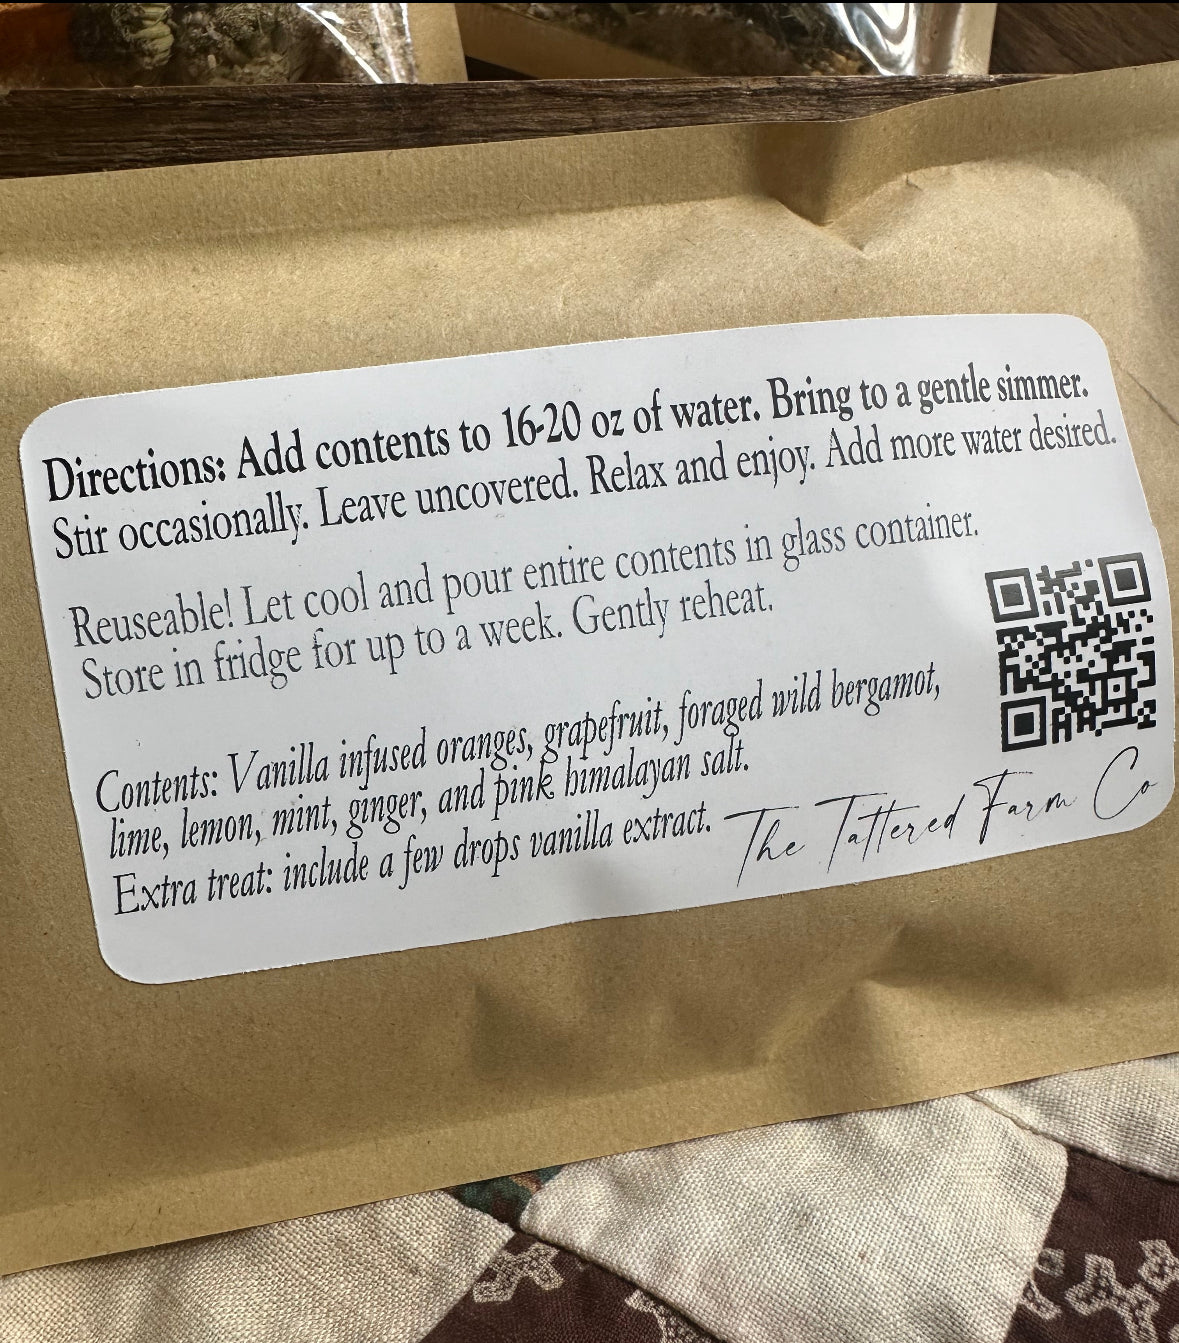 Directions: Add contents to 16-20 oz of water. Bring to a gentle simmer.
Stir occasionally. Leave uncovered. Relax and enjoy. Add more water desired.
Reuseable! Let cool and pour entire contents in glass container.
Store in fridge for up to a week. Gently reheat.
Contents: Vanilla infused oranges, grapefruit, foraged wild bergamot,
lime, lemon, mint, ginger, and pink himalayan salt.
Extra treat: include a few drops vanilla extract.
The Tattered Farm Co